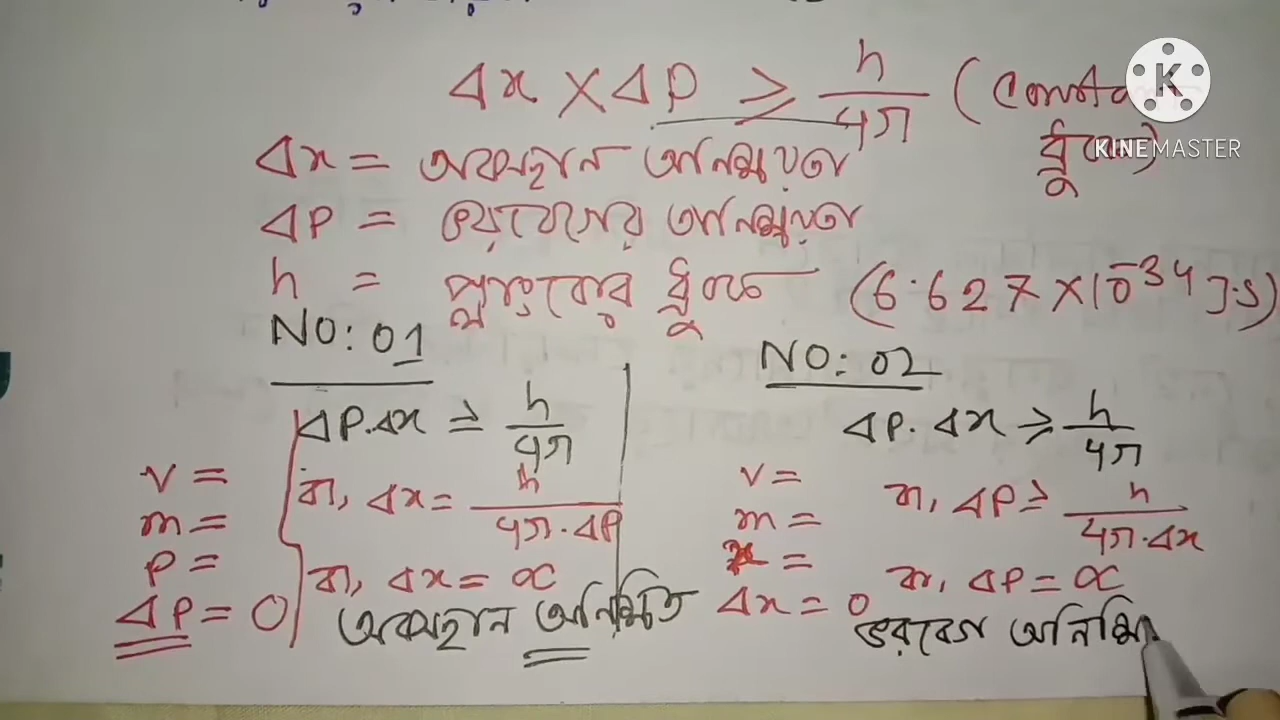 Δx × Δp ≥ h/4π (constant
ধ্রুবক)
KINEMASTER
Δx = অবস্থান অনিশ্চয়তা
Δp = ভরবেগের অনিশ্চয়তা
h = প্লাংকের ধ্রুবক (6.627×10⁻³⁴ J.s)
NO: 01
Δp.Δx ≥ h/4π
v =
m =
p =
Δp = 0
বা, Δx = h/4π.Δp
বা, Δx = ∝
অবস্থান অনিশ্চিত
NO: 02
Δp. Δx ≥ h/4π
v =
m =
x =
Δx = 0
বা, Δp ≥ h/4π.Δx
বা, Δp = ∝
ভরবেগ অনিশ্চি